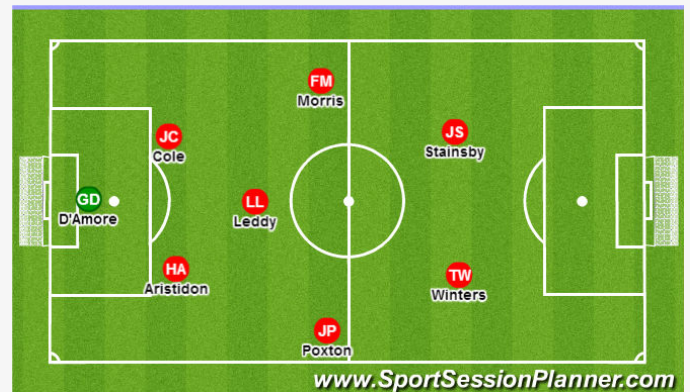 FM
Morris
JC
Cole
JS
Stainsby
GD
D'Amore
LL
Leddy
HA
Aristidon
TW
Winters
JP
Poxton
www.SportSessionPlanner.com